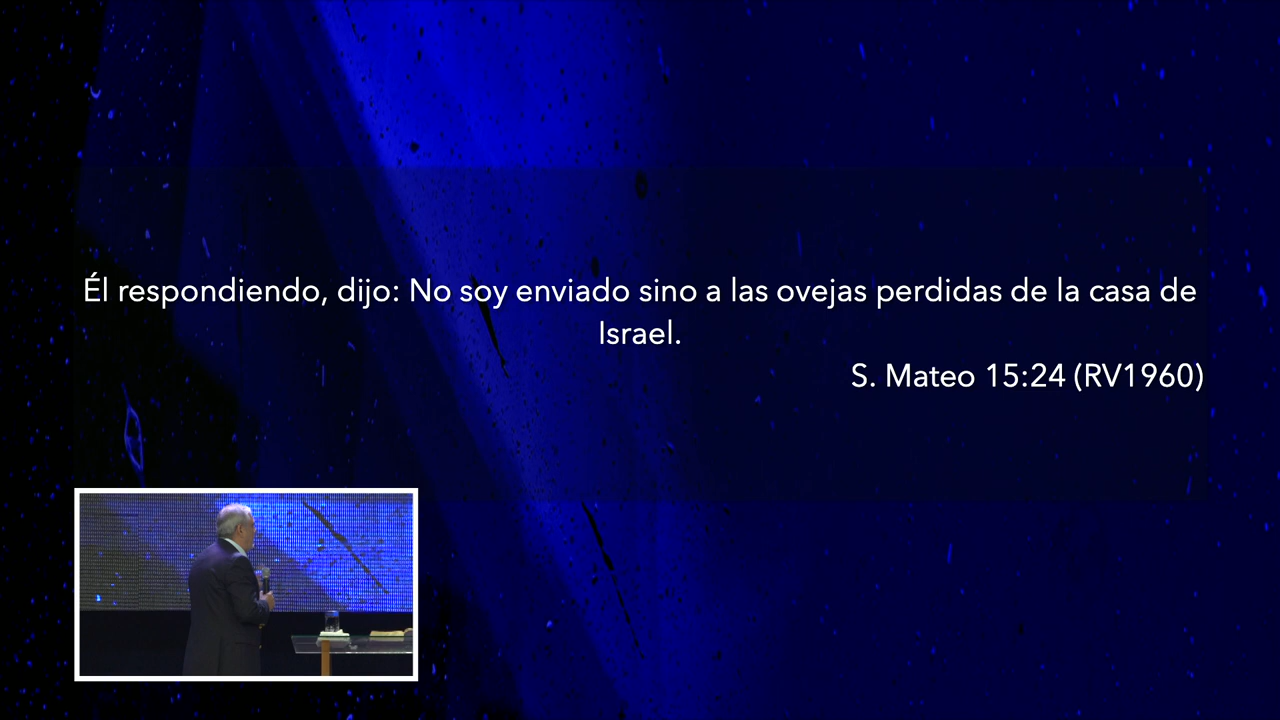 Él respondiendo, dijo: No soy enviado sino a las ovejas perdidas de la casa de
Israel.
S. Mateo 15:24 (RV1960)